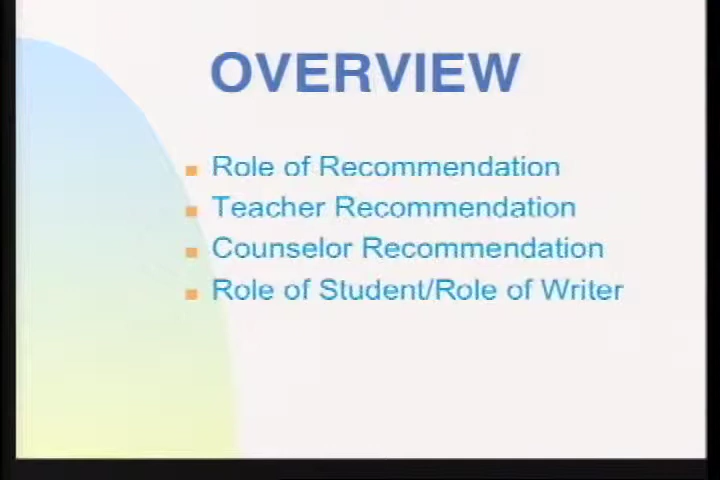 OVERVIEW
Role of Recommendation
Teacher Recommendation
Counselor Recommendation
Role of Student/Role of Writer